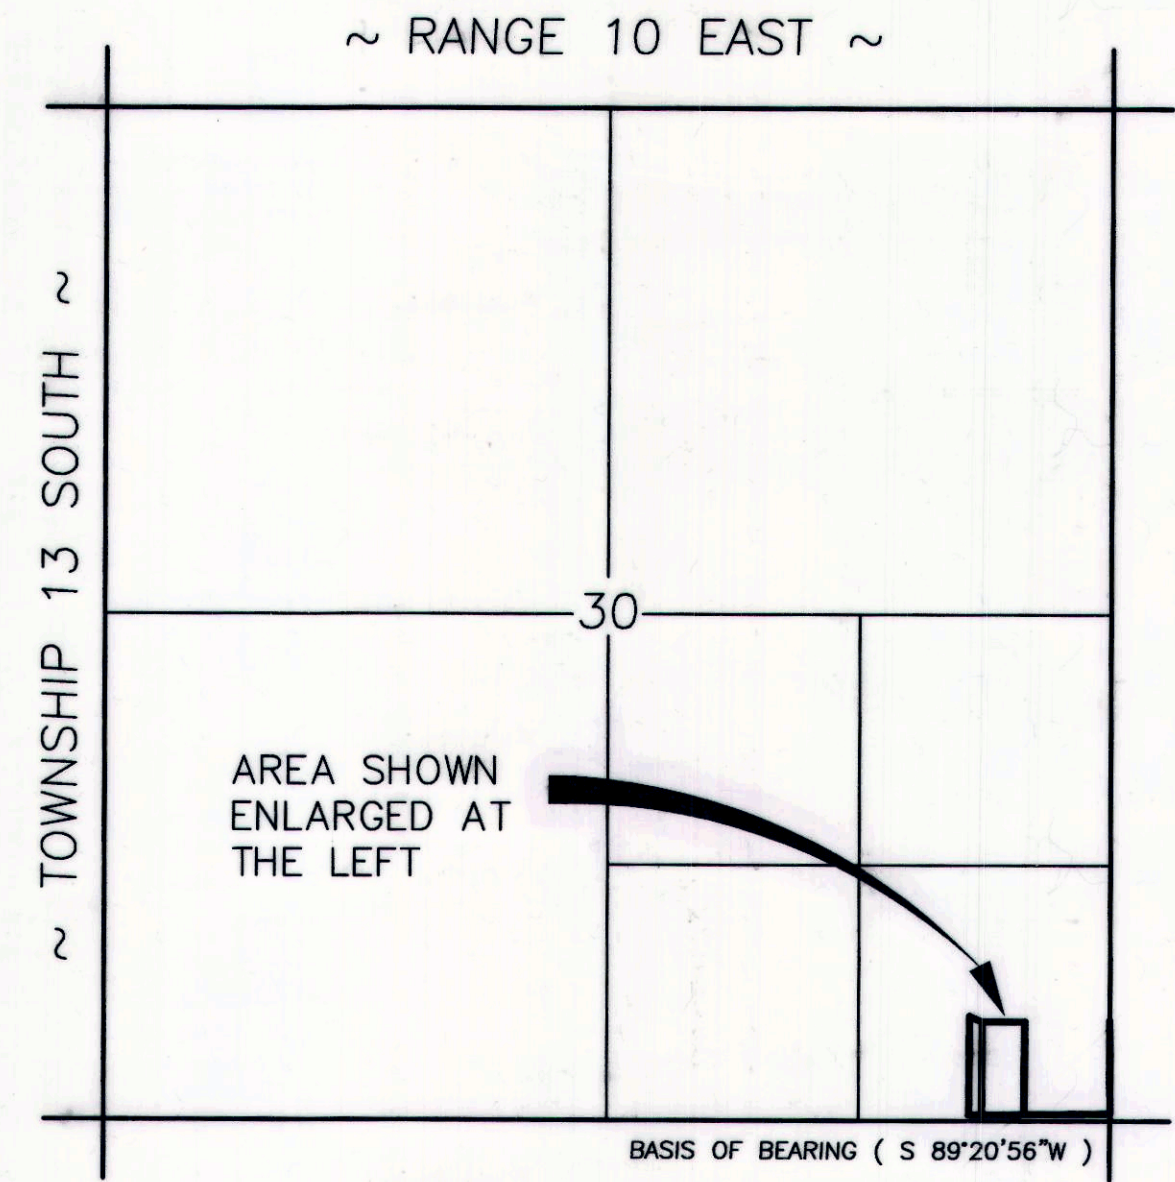 ~ RANGE 10 EAST ~
~ TOWNSHIP 13 SOUTH ~
30
AREA SHOWN
ENLARGED AT
THE LEFT
BASIS OF BEARING ( S 89°20'56"W )